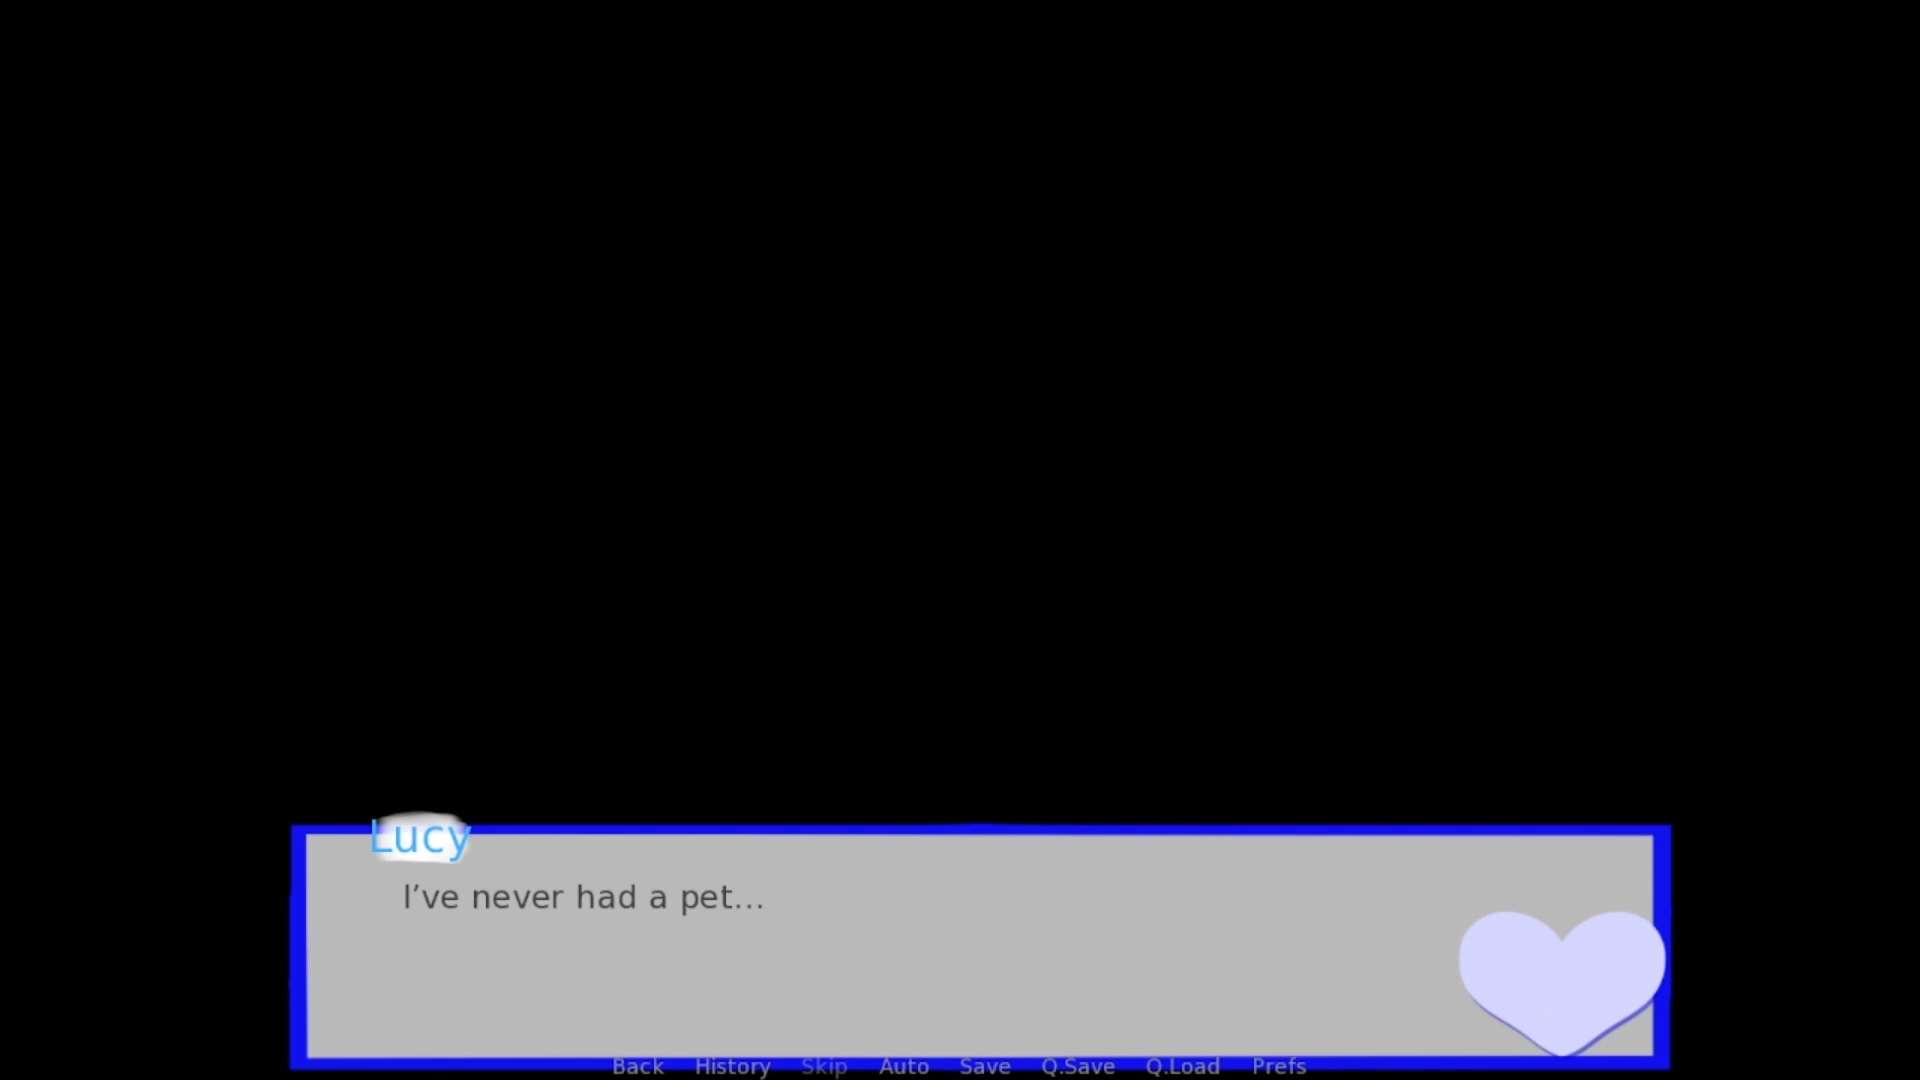 Lucy
I’ve never had a pet...
Back History Skip Auto Save Q.Save Q.Load Prefs